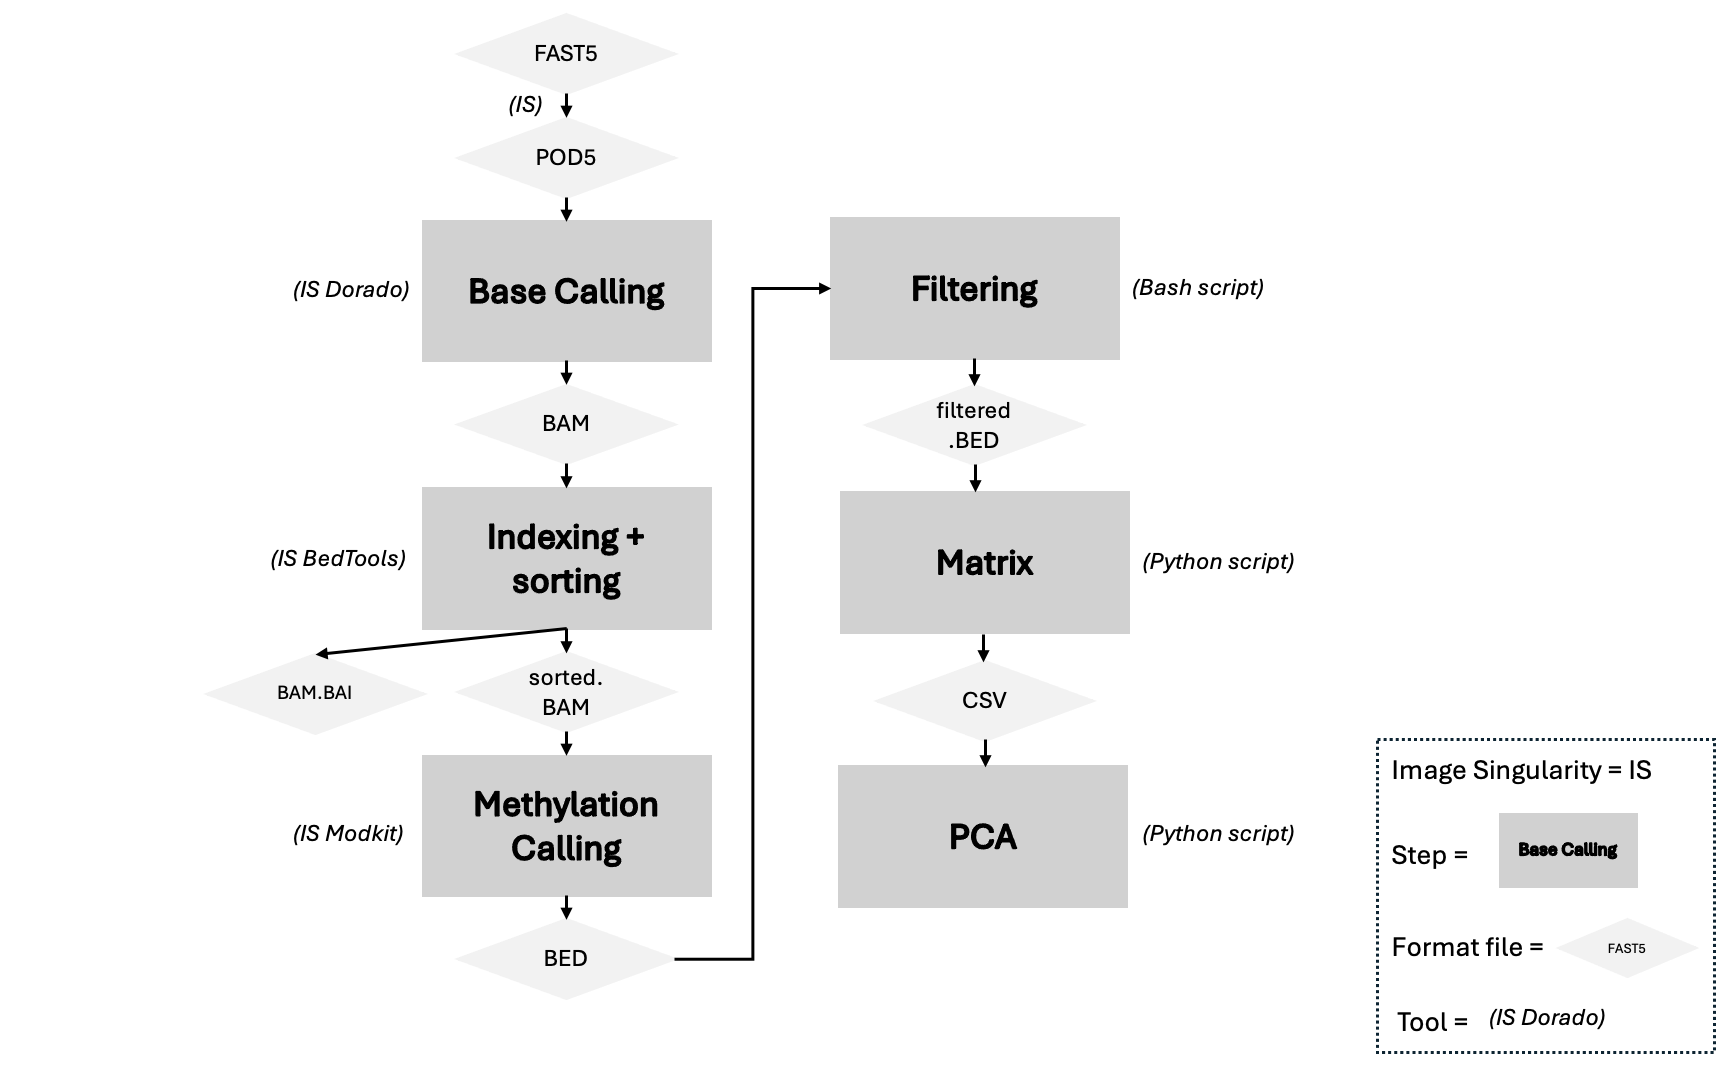 FAST5
(IS)
POD5
(IS Dorado)
Base Calling
BAM
(IS BedTools)
Indexing +
sorting
BAM.BAI
sorted.
BAM
(IS Modkit)
Methylation
Calling
BED
Filtering
(Bash script)
filtered
.BED
Matrix
(Python script)
CSV
PCA
(Python script)
Image Singularity = IS
Step =
Base Calling
Format file =
FAST5
Tool =
(IS Dorado)